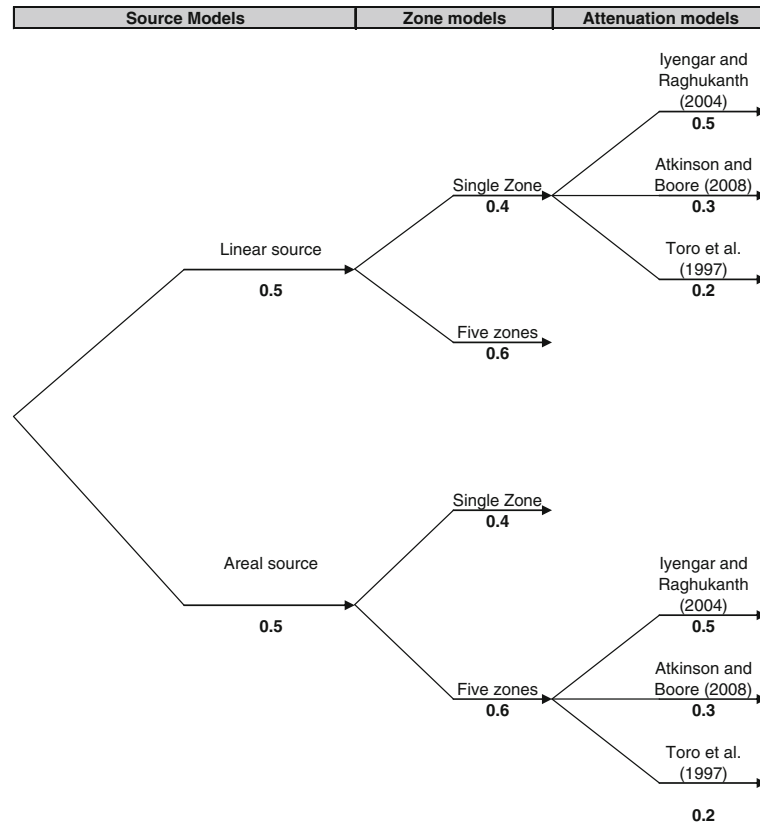 Source Models Zone models Attenuation models
Iyengar and
Raghukanth
(2004)
0.5
Single Zone
0.4
Atkinson and
Boore (2008)
0.3
Linear source
0.5
Toro et al.
(1997)
0.2
Five zones
0.6
Single Zone
0.4
Areal source
0.5
Iyengar and
Raghukanth
(2004)
0.5
Five zones
0.6
Atkinson and
Boore (2008)
0.3
Toro et al.
(1997)
0.2